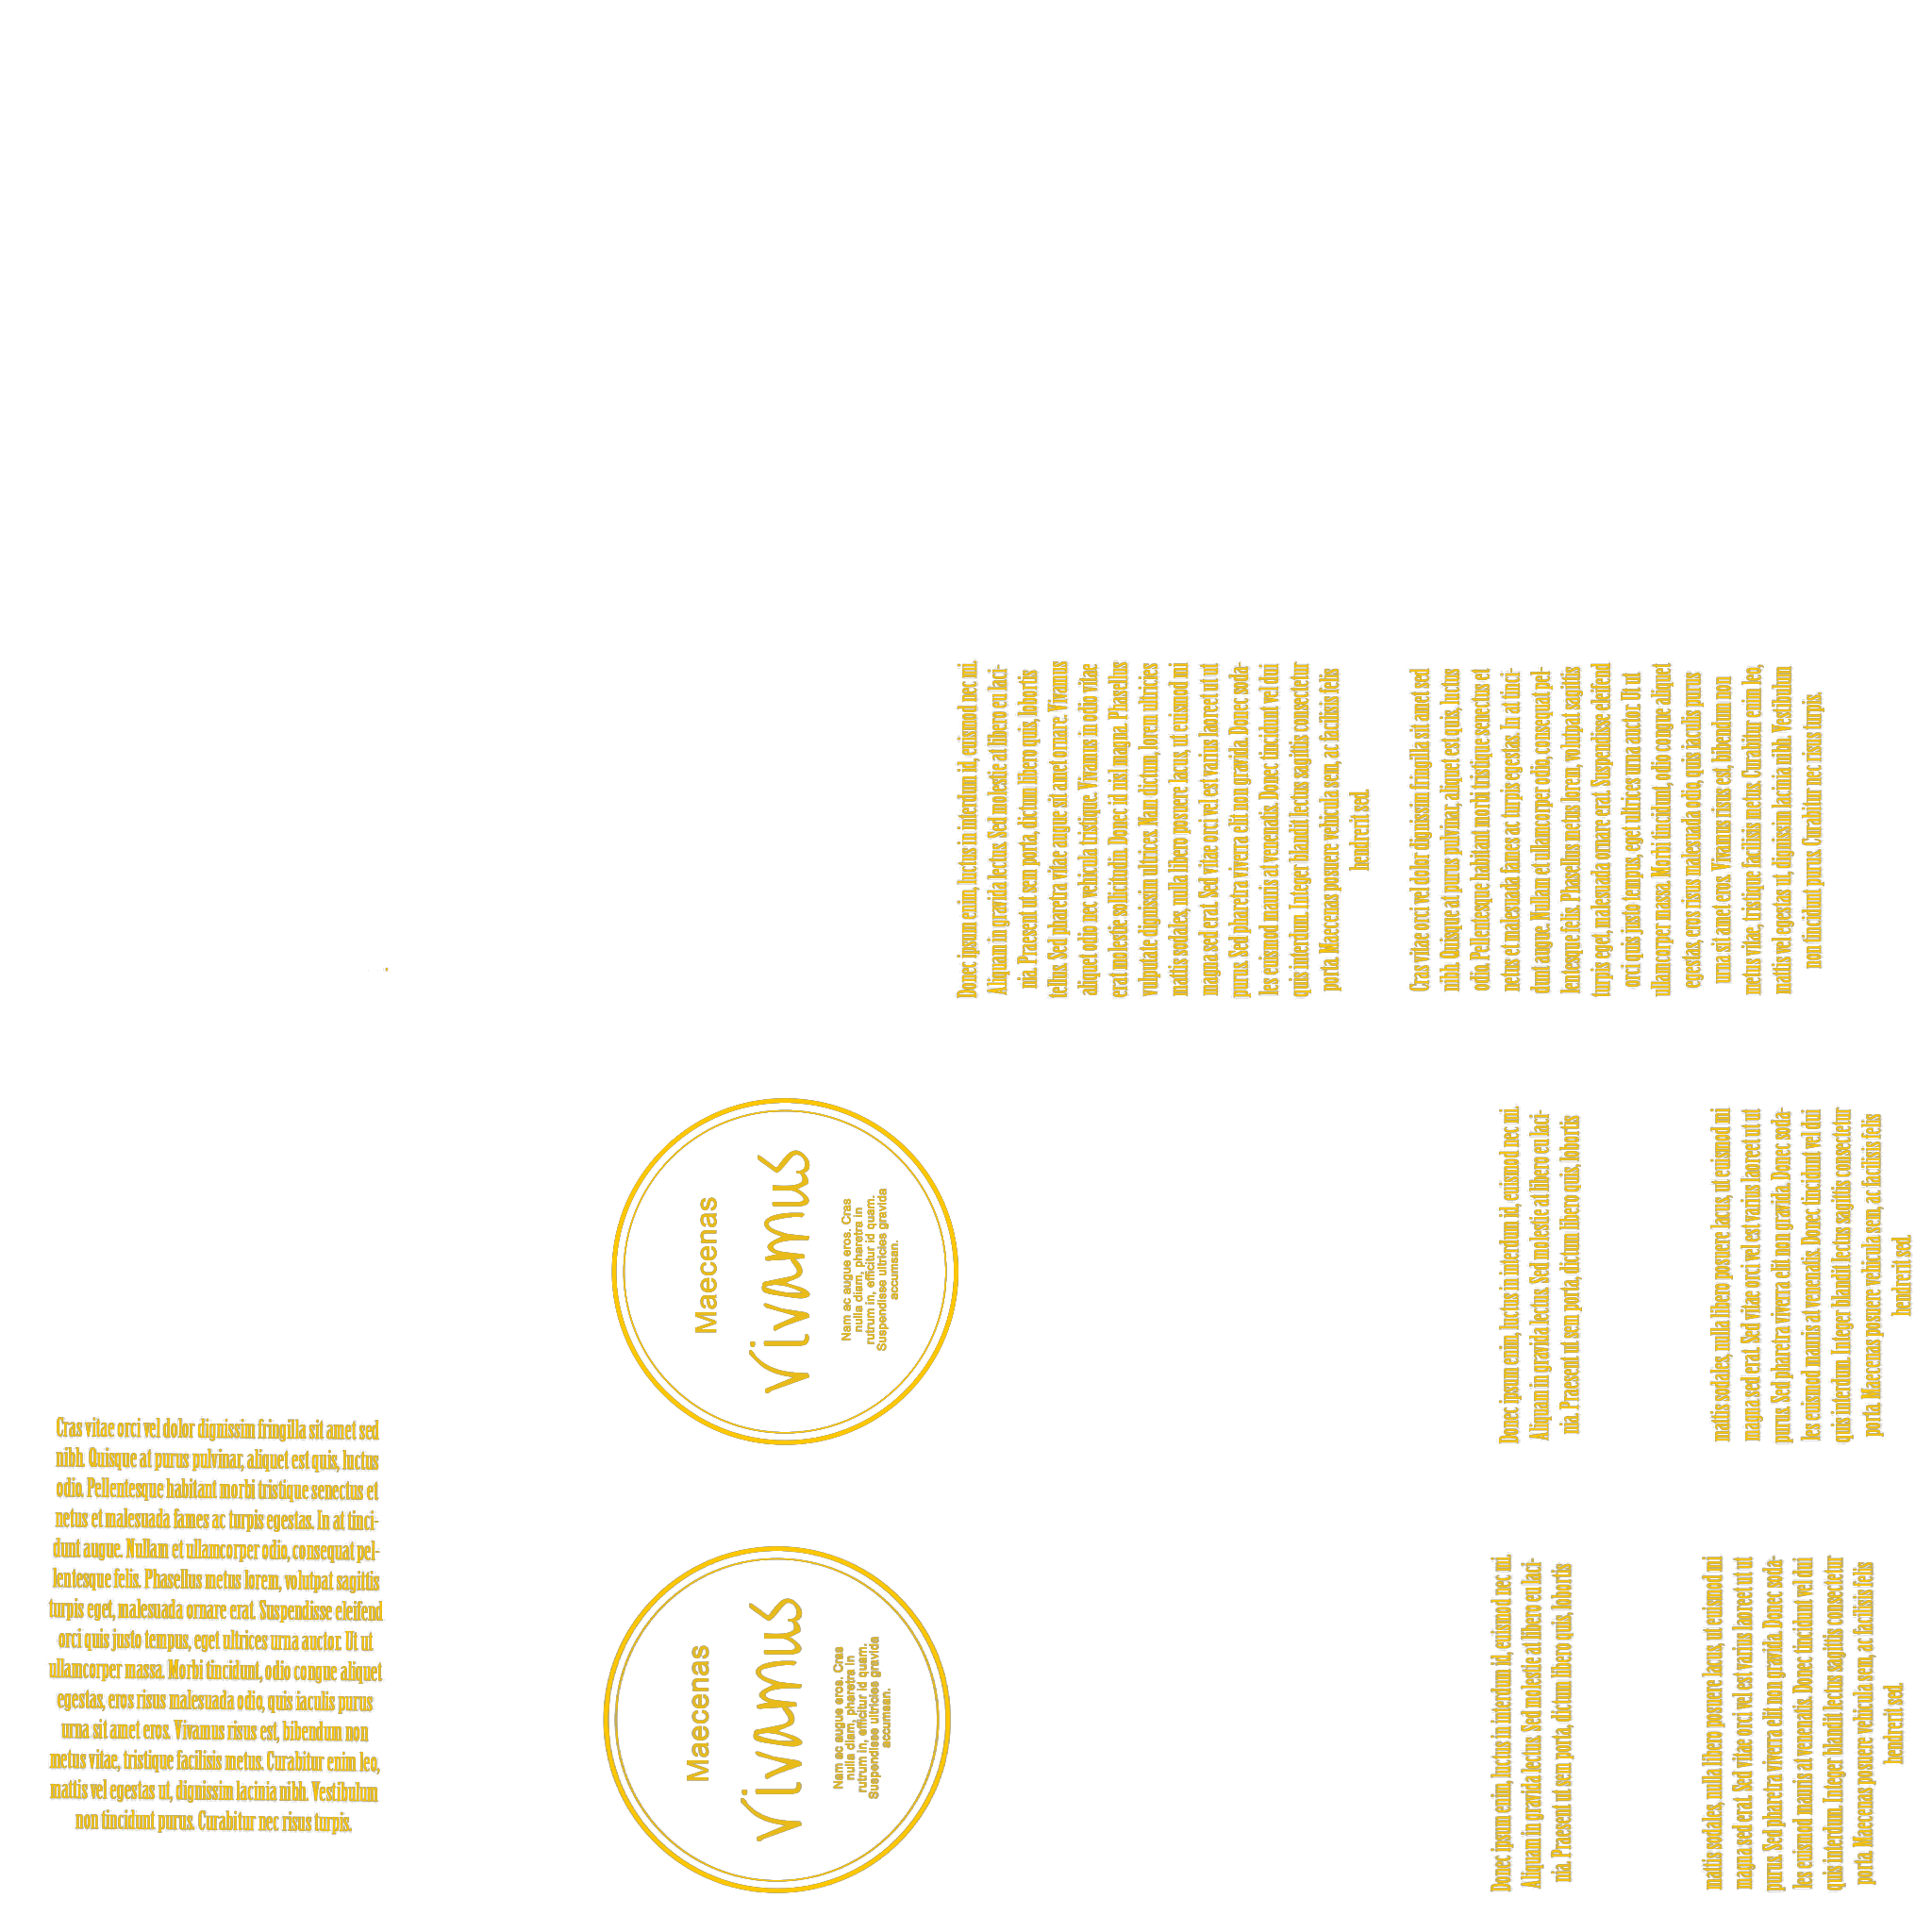 Donec ipsum enim, luctus in interdum id, euismod nec mi.
Aliquam in gravida lectus. Sed molestie at libero eu laci-
nia. Praesent ut sem porta, dictum libero quis, lobortis
tellus. Sed pharetra vitae augue sit amet ornare. Vivamus
aliquet odio nec vehicula tristique. Vivamus in odio vitae
erat molestie sollicitudin. Donec id nisl magna. Phasellus
vulputate dignissim ultrices. Nam dictum, lorem ultricies
mattis sodales, nulla libero posuere lacus, ut euismod mi
magna sed erat. Sed vitae orci vel est varius laoreet ut ut
purus. Sed pharetra viverra elit non gravida. Donec soda-
les euismod mauris at venenatis. Donec tincidunt vel dui
quis interdum. Integer blandit lectus sagittis consectetur
porta. Maecenas posuere vehicula sem, ac facilisis felis
hendrerit sed.
Cras vitae orci vel dolor dignissim fringilla sit amet sed
nibh. Quisque at purus pulvinar, aliquet est quis, luctus
odio. Pellentesque habitant morbi tristique senectus et
netus et malesuada fames ac turpis egestas. In at tinci-
dunt augue. Nullam et ullamcorper odio, consequat pel-
lentesque felis. Phasellus metus lorem, volutpat sagittis
turpis eget, malesuada ornare erat. Suspendisse eleifend
orci quis justo tempus, eget ultrices urna auctor. Ut ut
ullamcorper massa. Morbi tincidunt, odio congue aliquet
egestas, eros risus malesuada odio, quis iaculis purus
urna sit amet eros. Vivamus risus est, bibendum non
metus vitae, tristique facilisis metus. Curabitur enim leo,
mattis vel egestas ut, dignissim lacinia nibh. Vestibulum
non tincidunt purus. Curabitur nec risus turpis.
Maecenas
Vivamus
Nam ac augue eros. Cras
nulla diam, pharetra in
rutrum in, efficitur id quam.
Suspendisse ultricies gravida
accumsan.
Donec ipsum enim, luctus in interdum id, euismod nec mi.
Aliquam in gravida lectus. Sed molestie at libero eu laci-
nia. Praesent ut sem porta, dictum libero quis, lobortis
mattis sodales, nulla libero posuere lacus, ut euismod mi
magna sed erat. Sed vitae orci vel est varius laoreet ut ut
purus. Sed pharetra viverra elit non gravida. Donec soda-
les euismod mauris at venenatis. Donec tincidunt vel dui
quis interdum. Integer blandit lectus sagittis consectetur
porta. Maecenas posuere vehicula sem, ac facilisis felis
hendrerit sed.
Cras vitae orci vel dolor dignissim fringilla sit amet sed
nibh. Quisque at purus pulvinar, aliquet est quis, luctus
odio. Pellentesque habitant morbi tristique senectus et
netus et malesuada fames ac turpis egestas. In at tinci-
dunt augue. Nullam et ullamcorper odio, consequat pel-
lentesque felis. Phasellus metus lorem, volutpat sagittis
turpis eget, malesuada ornare erat. Suspendisse eleifend
orci quis justo tempus, eget ultrices urna auctor. Ut ut
ullamcorper massa. Morbi tincidunt, odio congue aliquet
egestas, eros risus malesuada odio, quis iaculis purus
urna sit amet eros. Vivamus risus est, bibendum non
metus vitae, tristique facilisis metus. Curabitur enim leo,
mattis vel egestas ut, dignissim lacinia nibh. Vestibulum
non tincidunt purus. Curabitur nec risus turpis.
Maecenas
Vivamus
Nam ac augue eros. Cras
nulla diam, pharetra in
rutrum in, efficitur id quam.
Suspendisse ultricies gravida
accumsan.
Donec ipsum enim, luctus in interdum id, euismod nec mi.
Aliquam in gravida lectus. Sed molestie at libero eu laci-
nia. Praesent ut sem porta, dictum libero quis, lobortis
mattis sodales, nulla libero posuere lacus, ut euismod mi
magna sed erat. Sed vitae orci vel est varius laoreet ut ut
purus. Sed pharetra viverra elit non gravida. Donec soda-
les euismod mauris at venenatis. Donec tincidunt vel dui
quis interdum. Integer blandit lectus sagittis consectetur
porta. Maecenas posuere vehicula sem, ac facilisis felis
hendrerit sed.